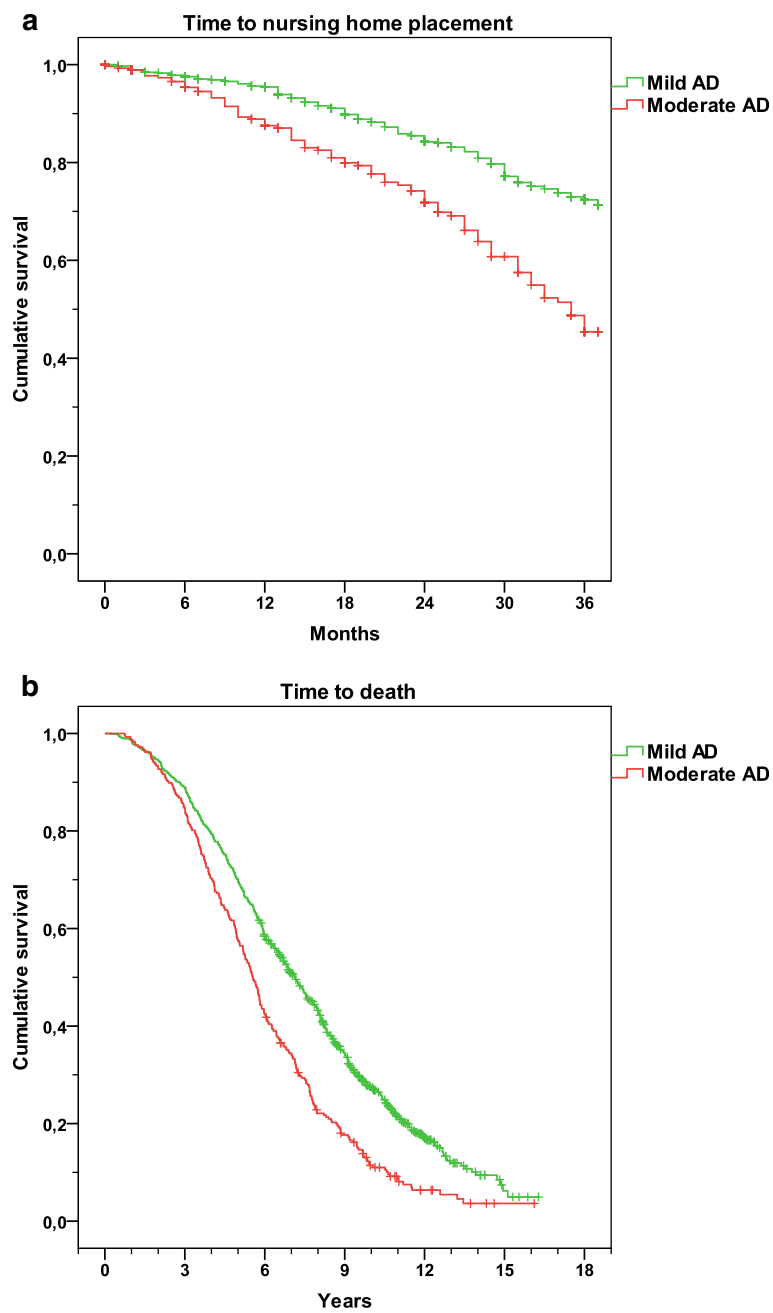 a
Time to nursing home placement
1,0
0,8
0,6
0,4
0,2
0,0
Cumulative survival
0 6 12 18 24 30 36
Months
Mild AD
Moderate AD
b
Time to death
1,0
0,8
0,6
0,4
0,2
0,0
Cumulative survival
0 3 6 9 12 15 18
Years
Mild AD
Moderate AD